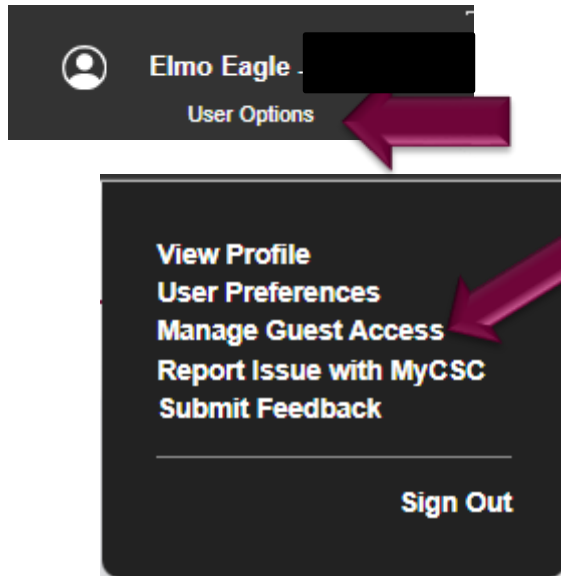 Elmo Eagle -
User Options
View Profile
User Preferences
Manage Guest Access
Report Issue with MyCSC
Submit Feedback
Sign Out